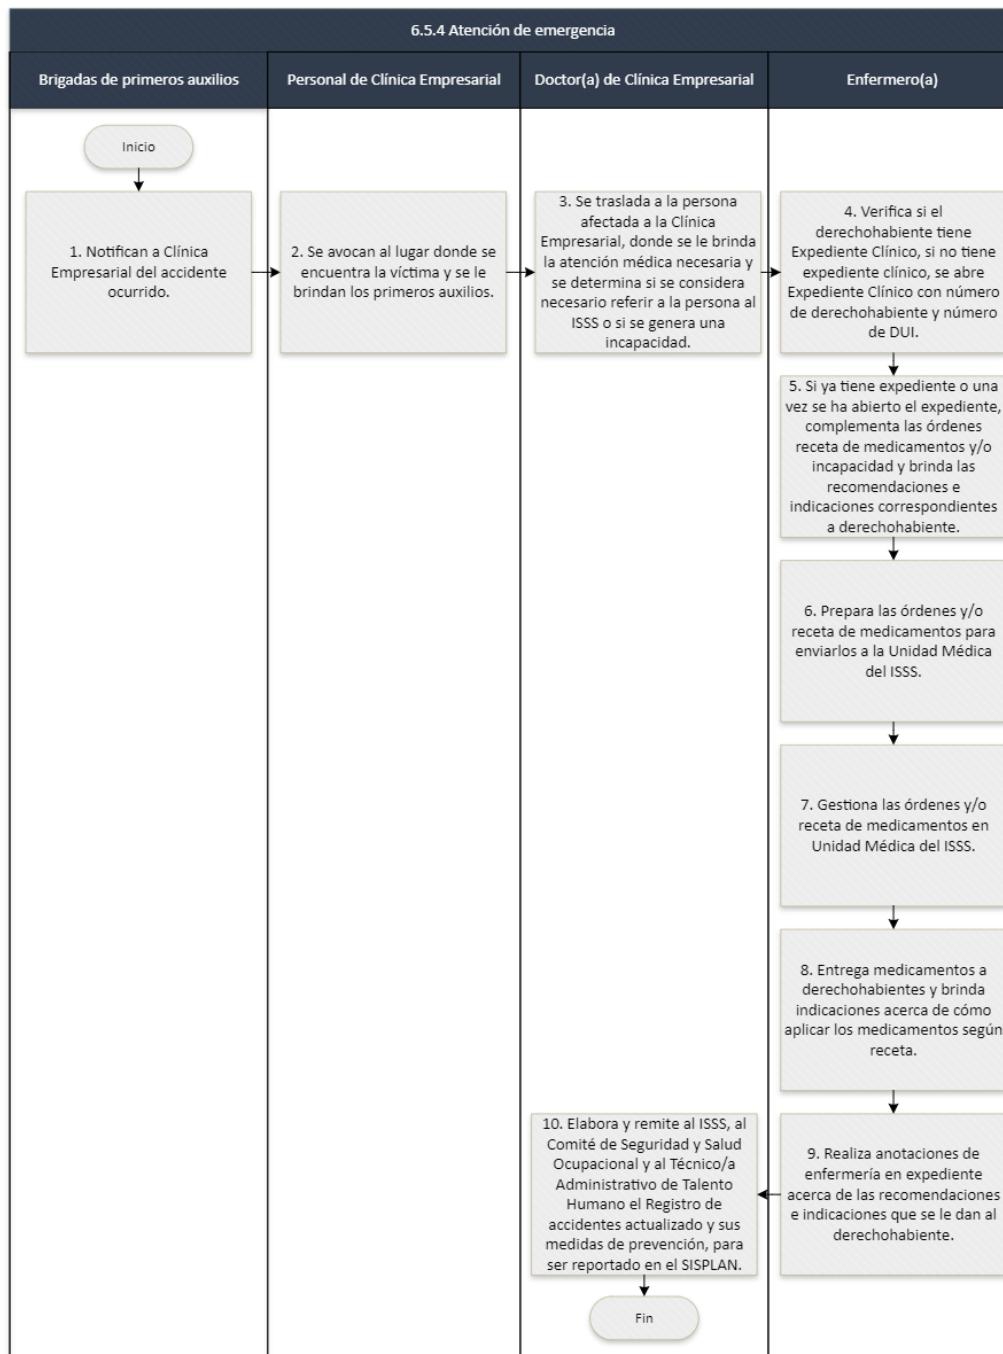 6.5.4 Atención de emergencia
Brigadas de primeros auxilios
Personal de Clínica Empresarial
Doctor(a) de Clínica Empresarial
Enfermero(a)
Inicio
1. Notifican a Clínica
Empresarial del accidente
ocurrido.
2. Se avocan al lugar donde se
encuentra la víctima y se le
brindan los primeros auxilios.
3. Se traslada a la persona
afectada a la Clínica
Empresarial, donde se le brinda
la atención médica necesaria y
se determina si se considera
necesario referir a la persona al
ISSS o si se genera una
incapacidad.
4. Verifica si el
derechohabiente tiene
Expediente Clínico, si no tiene
expediente clínico, se abre
Expediente Clínico con número
de derechohabiente y número
de DUI.
5. Si ya tiene expediente o una
vez se ha abierto el expediente,
complementa las órdenes
receta de medicamentos y/o
incapacidad y brinda las
recomendaciones e
indicaciones correspondientes
a derechohabiente.
6. Prepara las órdenes y/o
receta de medicamentos para
enviarlos a la Unidad Médica
del ISSS.
7. Gestiona las órdenes y/o
receta de medicamentos en
Unidad Médica del ISSS.
8. Entrega medicamentos a
derechohabientes y brinda
indicaciones acerca de cómo
aplicar los medicamentos según
receta.
9. Realiza anotaciones de
enfermería en expediente
acerca de las recomendaciones
e indicaciones que se le dan al
derechohabiente.
10. Elabora y remite al ISSS, al
Comité de Seguridad y Salud
Ocupacional y al Técnico/a
Administrativo de Talento
Humano el Registro de
accidentes actualizado y sus
medidas de prevención, para
ser reportado en el SISPLAN.
Fin